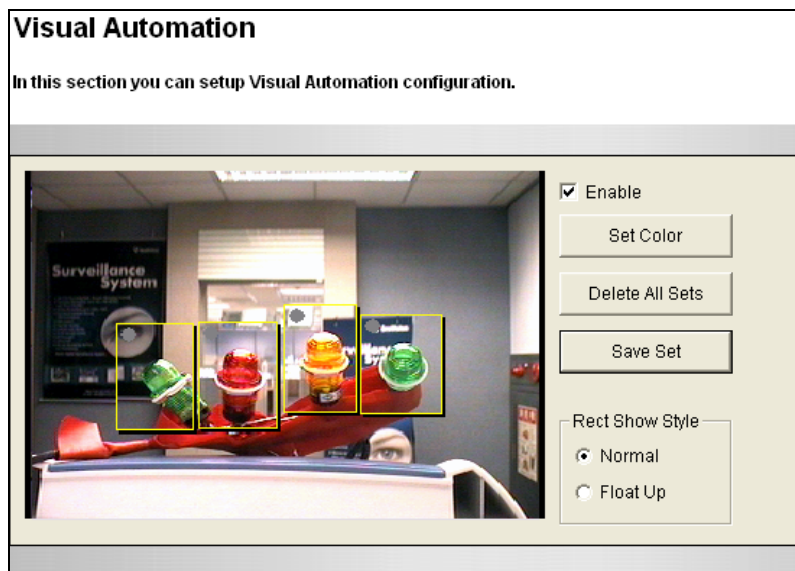 Visual Automation
In this section you can setup Visual Automation configuration.
Surveillance
System
Enable
Set Color
Delete All Sets
Save Set
Rect Show Style
Normal
Float Up